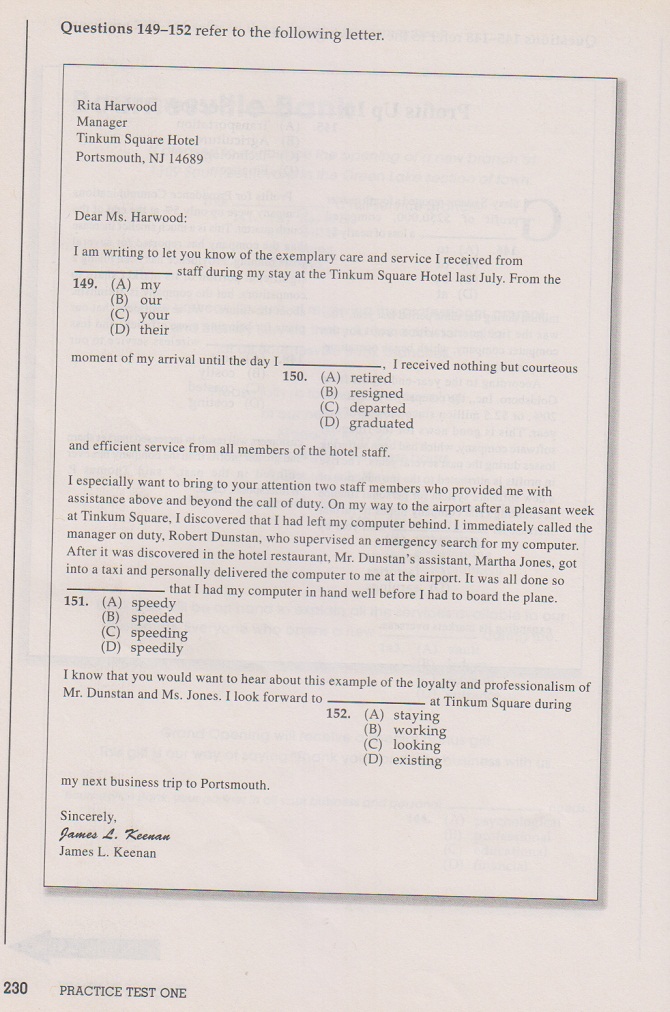 Questions 149–152 refer to the following letter.
Rita Harwood
Manager
Tinkum Square Hotel
Portsmouth, NJ 14689
Dear Ms. Harwood:
I am writing to let you know of the exemplary care and service I received from
____________ staff during my stay at the Tinkum Square Hotel last July. From the
149. (A) my
(B) our
(C) your
(D) their
moment of my arrival until the day I ____________, I received nothing but courteous
150. (A) retired
(B) resigned
(C) departed
(D) graduated
and efficient service from all members of the hotel staff.
I especially want to bring to your attention two staff members who provided me with
assistance above and beyond the call of duty. On my way to the airport after a pleasant week
at Tinkum Square, I discovered that I had left my computer behind. I immediately called the
manager on duty, Robert Dunstan, who supervised an emergency search for my computer.
After it was discovered in the hotel restaurant, Mr. Dunstan's assistant, Martha Jones, got
into a taxi and personally delivered the computer to me at the airport. It was all done so
____________ that I had my computer in hand well before I had to board the plane.
151. (A) speedy
(B) speeded
(C) speeding
(D) speedily
I know that you would want to hear about this example of the loyalty and professionalism of
Mr. Dunstan and Ms. Jones. I look forward to ____________ at Tinkum Square during
152. (A) staying
(B) working
(C) looking
(D) existing
my next business trip to Portsmouth.
Sincerely,
James L. Keenan
James L. Keenan
230 PRACTICE TEST ONE